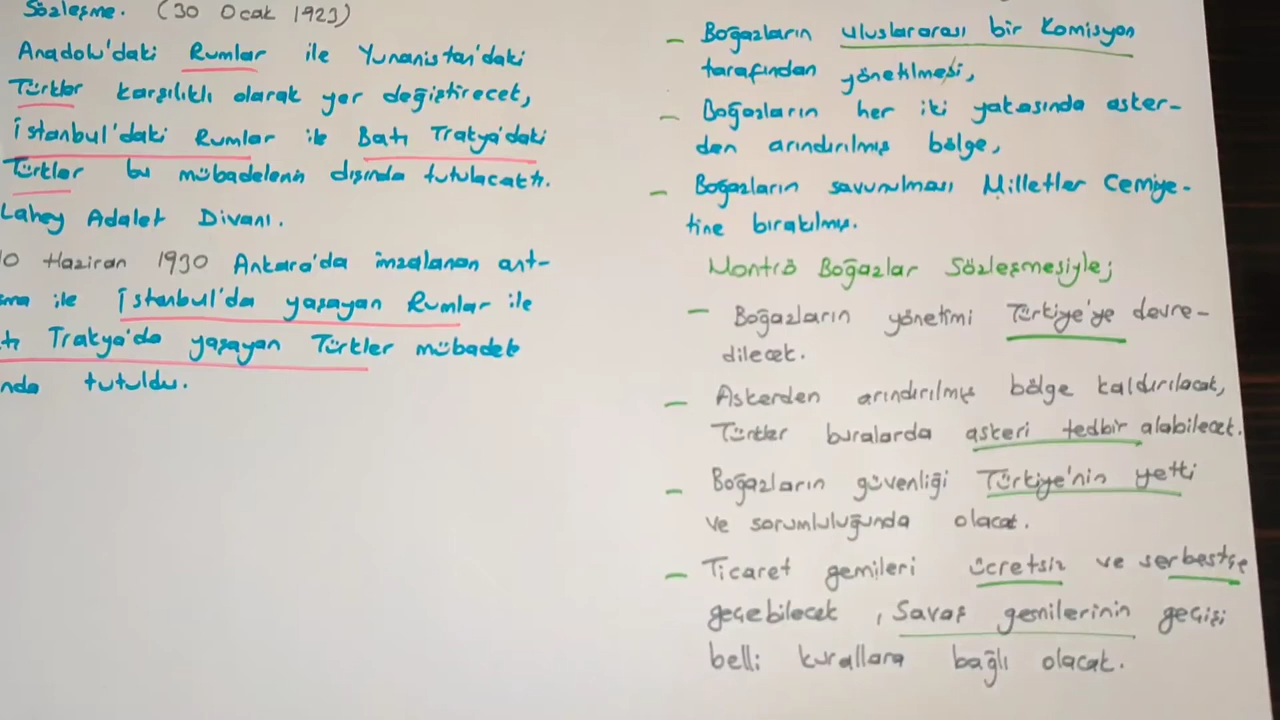 Sözleşme. (30 Ocak 1923)
Anadolu'daki Rumlar ile Yunanistan'daki
Türkler karşılıklı olarak yer değiştirecek,
İstanbul'daki Rumlar ile Batı Trakya'daki
Türkler bu mübadelenin dışında tutulacaktı.
Lahey Adalet Divanı.
10 Haziran 1930 Ankara'da imzalanan ant-
ile İstanbul'da yaşayan Rumlar ile
Trakya'da yaşayan Türkler mübadele
tutuldu.
- Boğazların uluslararası bir komisyon
tarafından yönetilmesi,
- Boğazların her iki yakasında asker-
den arındırılmış bölge,
- Boğazların savunulması Milletler Cemiye-
tine bırakılmış.
Montrö Boğazlar Sözleşmesiyle;
- Boğazların yönetimi Türkiye'ye devre-
dilecek.
- Askerden arındırılmış bölge kaldırılacak,
Türkler buralarda askeri tedbir alabilecek.
- Boğazların güvenliği Türkiye'nin yetki
ve sorumluluğunda olacak.
- Ticaret gemileri ücretsiz ve serbestçe
geçebilecek, Savaş gemilerinin geçişi
belli kurallara bağlı olacak.